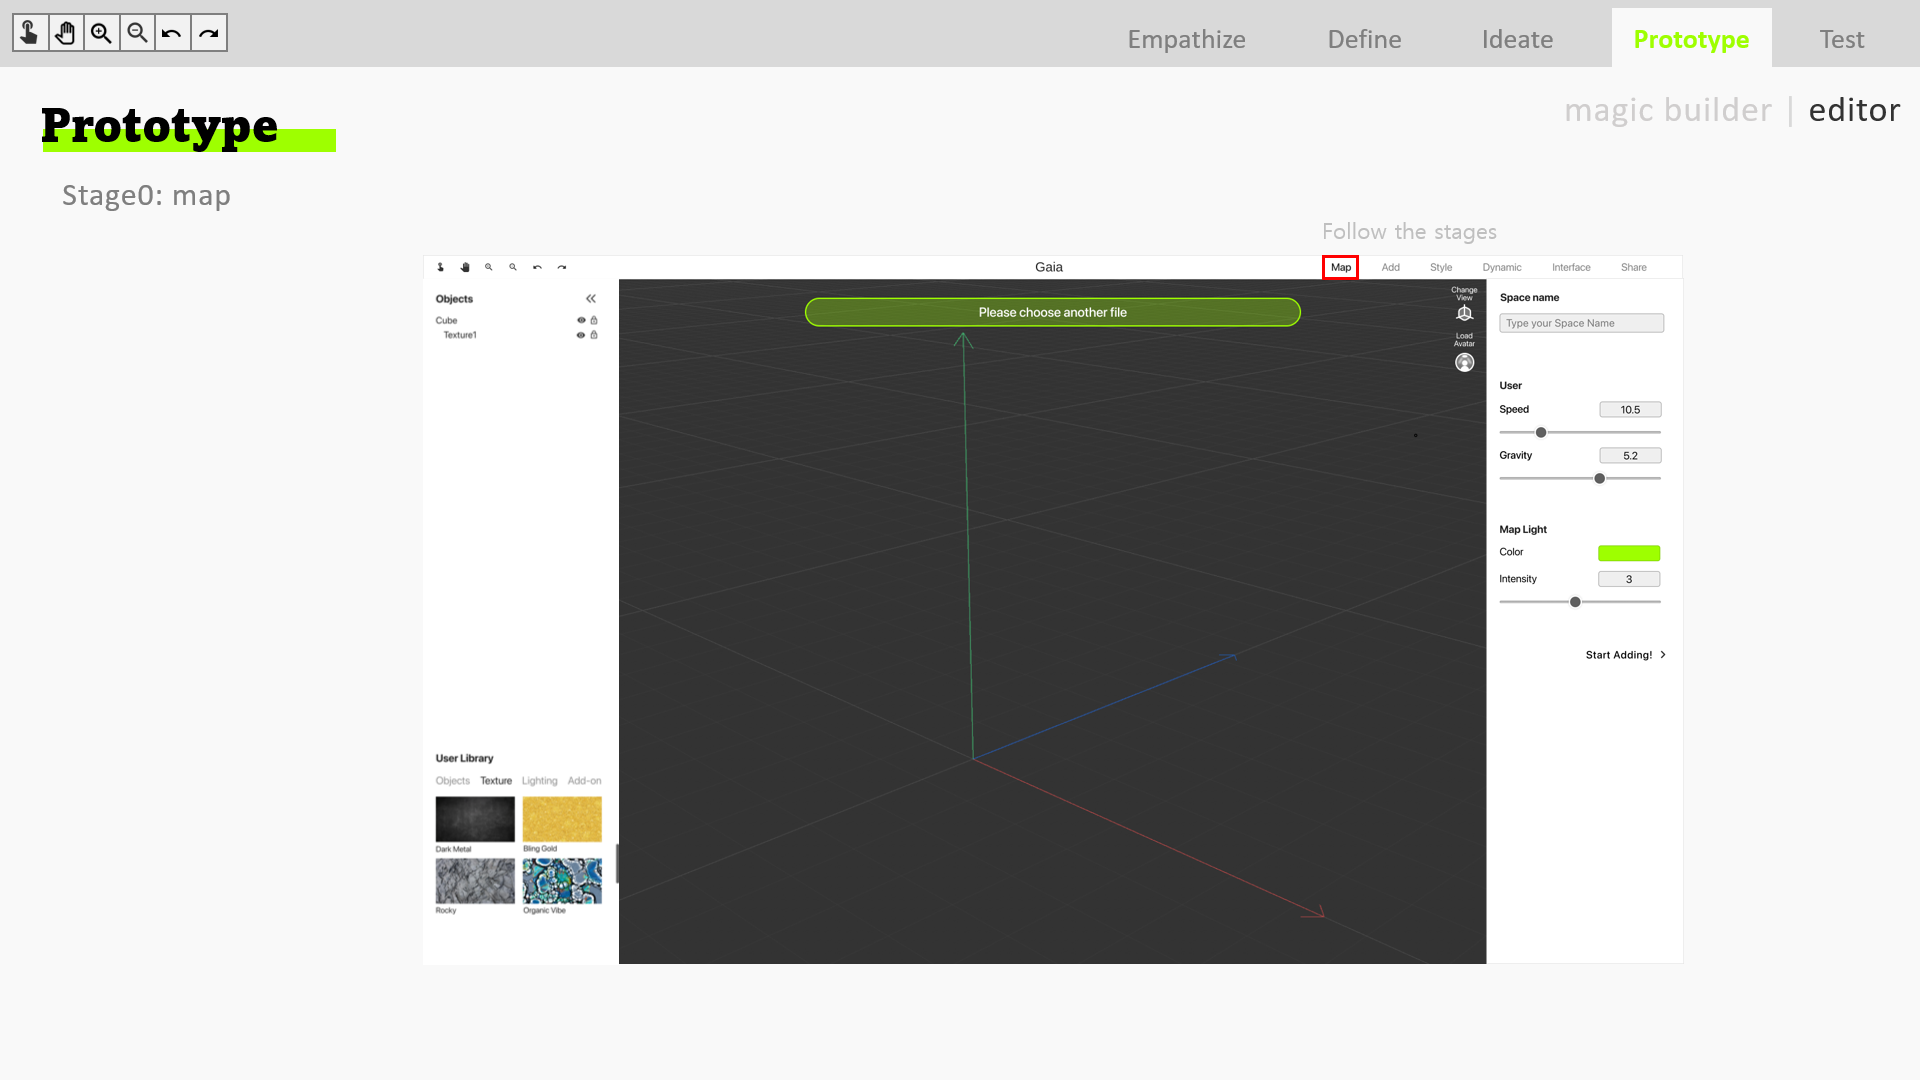 Empathize Define Ideate Prototype Test
Prototype
magic builder | editor
Stage0: map
Follow the stages
Gaia
Map Add Style Dynamic Interface Share
Objects
Cube
Texture1
Please choose another file
Change
View
Load
Avatar
Space name
Type your Space Name
User
Speed 10.5
Gravity 5.2
Map Light
Color
Intensity 3
Start Adding!
User Library
Objects Texture Lighting Add-on
Dark Metal Bling Gold
Rocky Organic Vibe